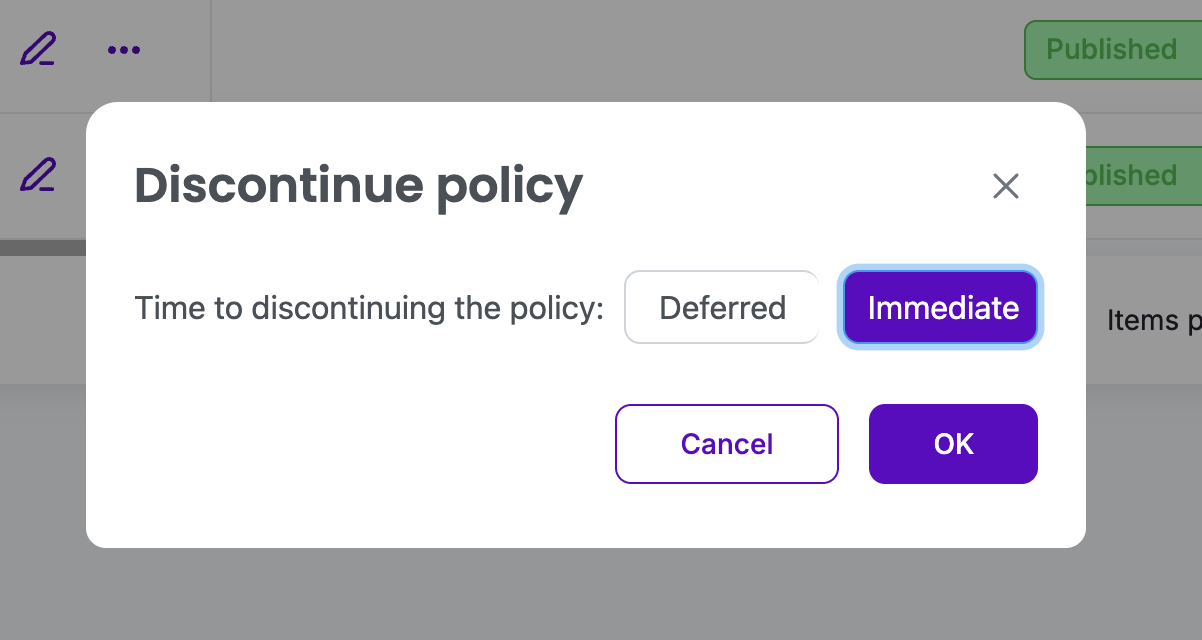 Published
Discontinue policy
blished
Time to discontinuing the policy: Deferred Immediate
Items p
Cancel OK